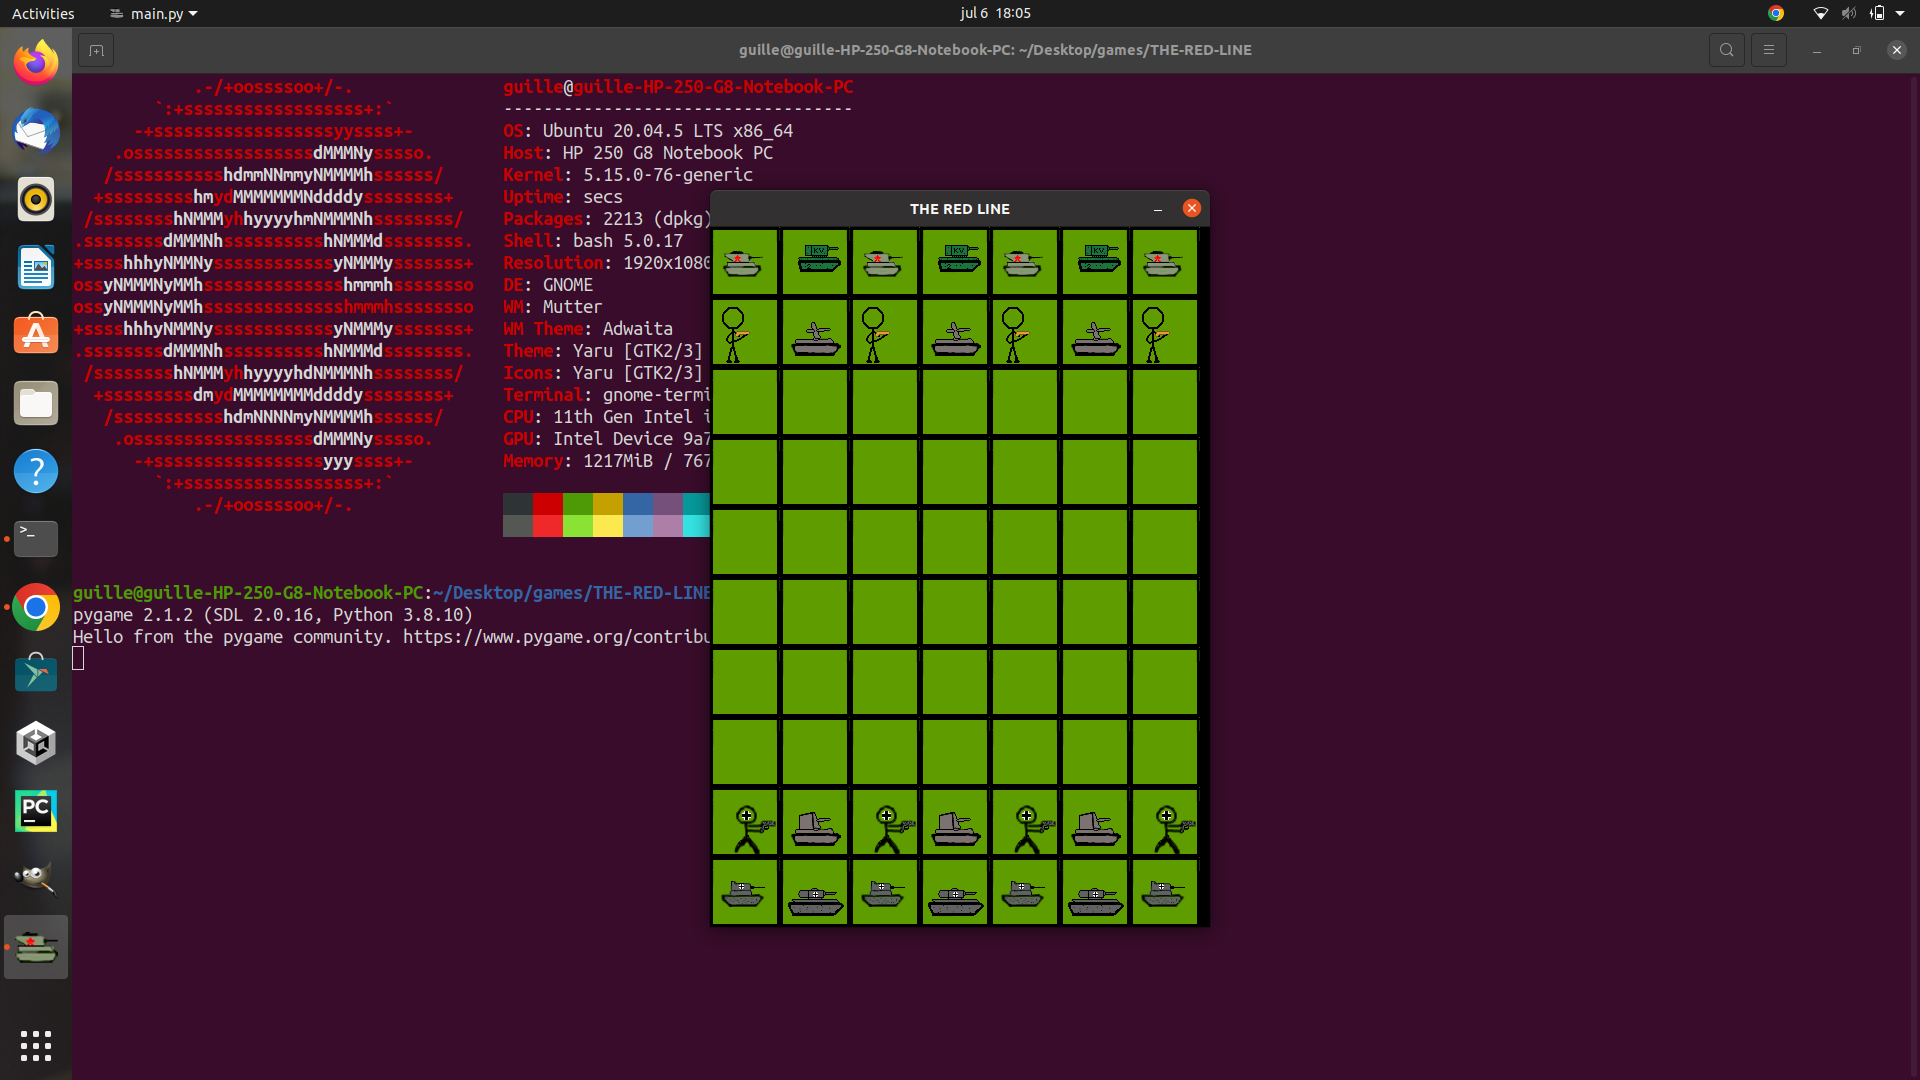 Activities
main.py
jul 6 18:05
guille@guille-HP-250-G8-Notebook-PC: ~/Desktop/games/THE-RED-LINE
.-/+oossssoo+/-.
`:+ssssssssssssssssss+:`
-+ssssssssssssssssssyyssss+-
.ossssssssssssssssssdMMMNysssso.
/ssssssssssshdmmNNmmyNMMMMhssssss/
+ssssssssshmydMMMMMMMNddddyssssssss+
/sssssssshNMMMyhhyyyyhmNMMMNhssssssss/
.ssssssssdMMMNhsssssssssshNMMMdssssssss.
+sssshhhyNMMNyssssssssssssyNMMMysssssss+
ossyNMMMNyMMhsssssssssssssshmmmhssssssso
ossyNMMMNyMMhsssssssssssssshmmmhssssssso
+sssshhhyNMMNyssssssssssssyNMMMysssssss+
.ssssssssdMMMNhsssssssssshNMMMdssssssss.
/sssssssshNMMMyhhyyyyhdNMMMNhssssssss/
+sssssssssdmydMMMMMMMMddddyssssssss+
/ssssssssssshdmNNNNmyNMMMMhssssss/
.ossssssssssssssssssdMMMNysssso.
-+sssssssssssssssssyyyssss+-
`:+ssssssssssssssssss+:`
.-/+oossssoo+/-.
guille@guille-HP-250-G8-Notebook-PC
-----------------------------------
OS: Ubuntu 20.04.5 LTS x86_64
Host: HP 250 G8 Notebook PC
Kernel: 5.15.0-76-generic
Uptime: secs
Packages: 2213 (dpkg)
Shell: bash 5.0.17
Resolution: 1920x1080
DE: GNOME
WM: Mutter
WM Theme: Adwaita
Theme: Yaru [GTK2/3]
Icons: Yaru [GTK2/3]
Terminal: gnome-termi
CPU: 11th Gen Intel i
GPU: Intel Device 9a7
Memory: 1217MiB / 767
guille@guille-HP-250-G8-Notebook-PC:~/Desktop/games/THE-RED-LINE
pygame 2.1.2 (SDL 2.0.16, Python 3.8.10)
Hello from the pygame community. https://www.pygame.org/contribu
THE RED LINE
KV KV KV
>_
PC